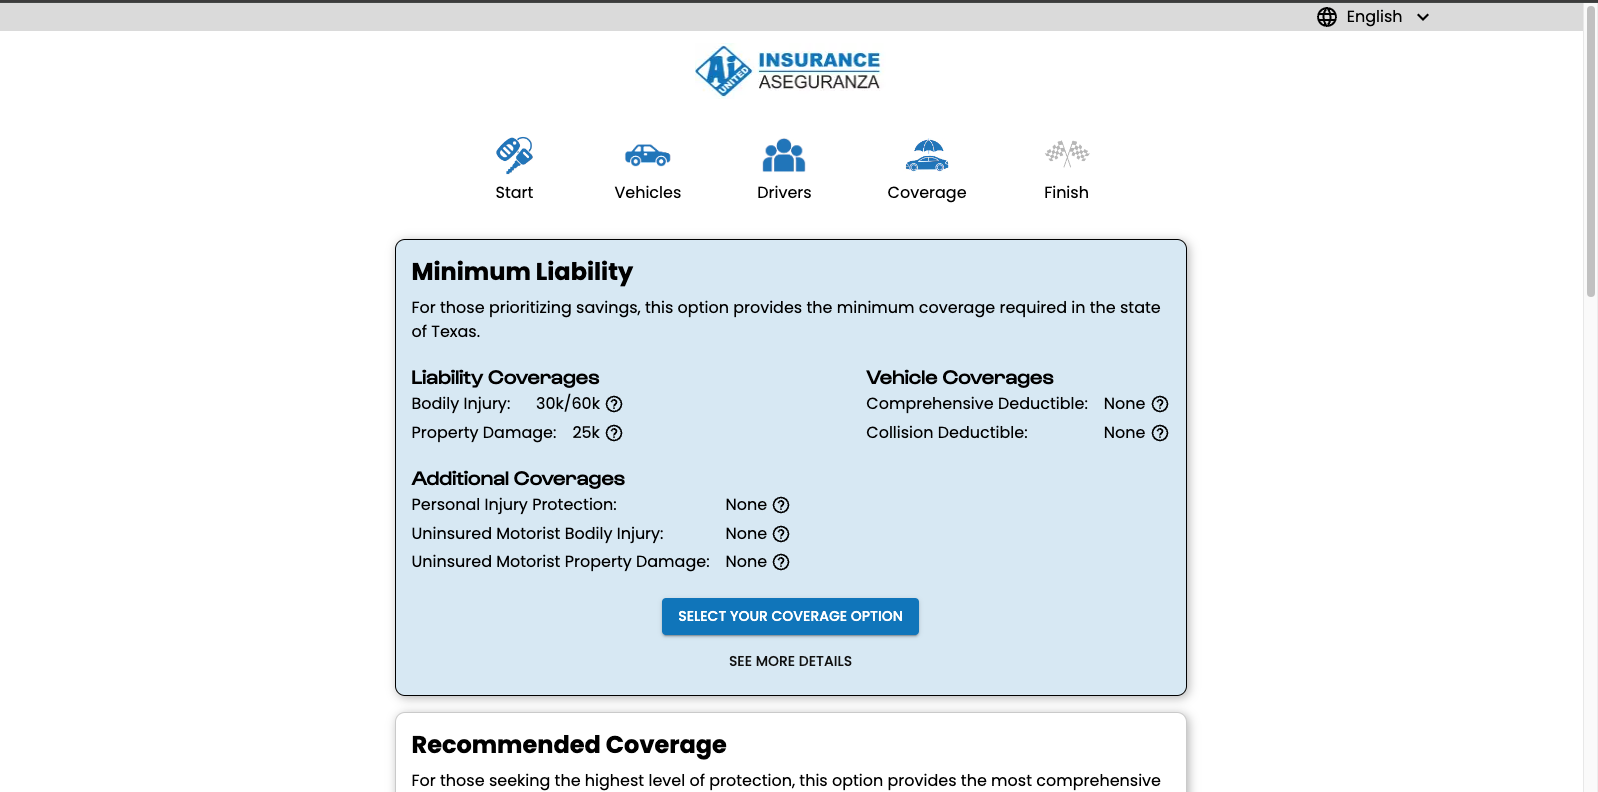 English
Ai UNITED
INSURANCE
ASEGURANZA
Start
Vehicles
Drivers
Coverage
Finish
Minimum Liability
For those prioritizing savings, this option provides the minimum coverage required in the state
of Texas.
Liability Coverages
Bodily Injury: 30k/60k
Property Damage: 25k
Vehicle Coverages
Comprehensive Deductible: None
Collision Deductible: None
Additional Coverages
Personal Injury Protection: None
Uninsured Motorist Bodily Injury: None
Uninsured Motorist Property Damage: None
SELECT YOUR COVERAGE OPTION
SEE MORE DETAILS
Recommended Coverage
For those seeking the highest level of protection, this option provides the most comprehensive